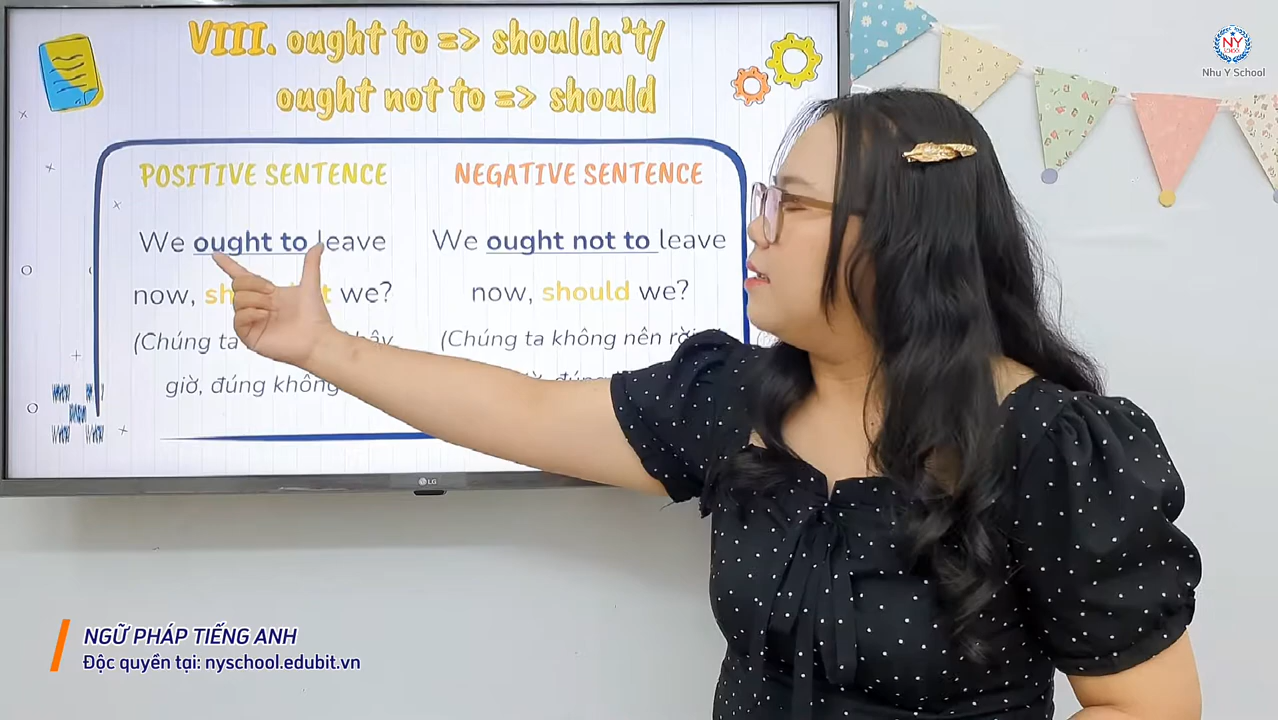 VIII. ought to => shouldn't/
ought not to => should
POSITIVE SENTENCE
We ought to leave
now, we?
(Chúng ta
giờ, đúng không
NEGATIVE SENTENCE
We ought not to leave
now, should we?
(Chúng ta không nên
NY
Nhu Y School
LG
NGỮ PHÁP TIẾNG ANH
Độc quyền tại: nyschool.edubit.vn